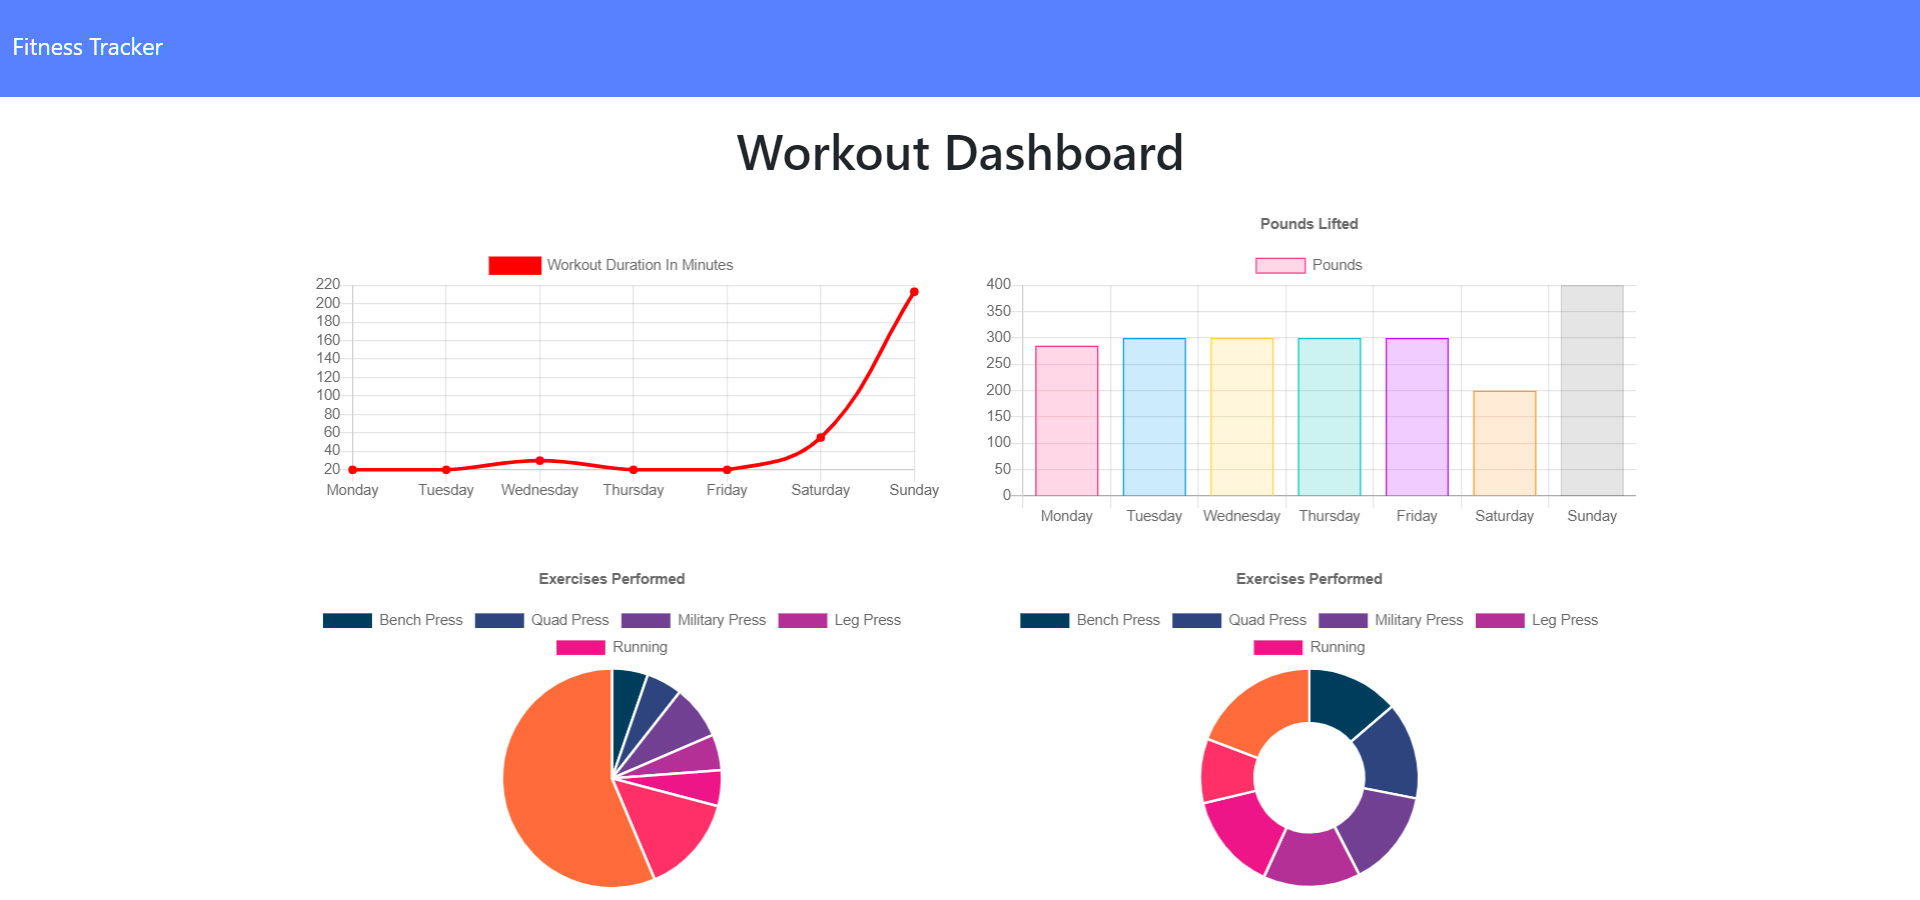 Fitness Tracker
Workout Dashboard
Workout Duration In Minutes
220
200
180
160
140
120
100
80
60
40
20
Monday Tuesday Wednesday Thursday Friday Saturday Sunday
Pounds Lifted
Pounds
400
350
300
250
200
150
100
50
0
Monday Tuesday Wednesday Thursday Friday Saturday Sunday
Exercises Performed
Bench Press Quad Press Military Press Leg Press
Running
Exercises Performed
Bench Press Quad Press Military Press Leg Press
Running